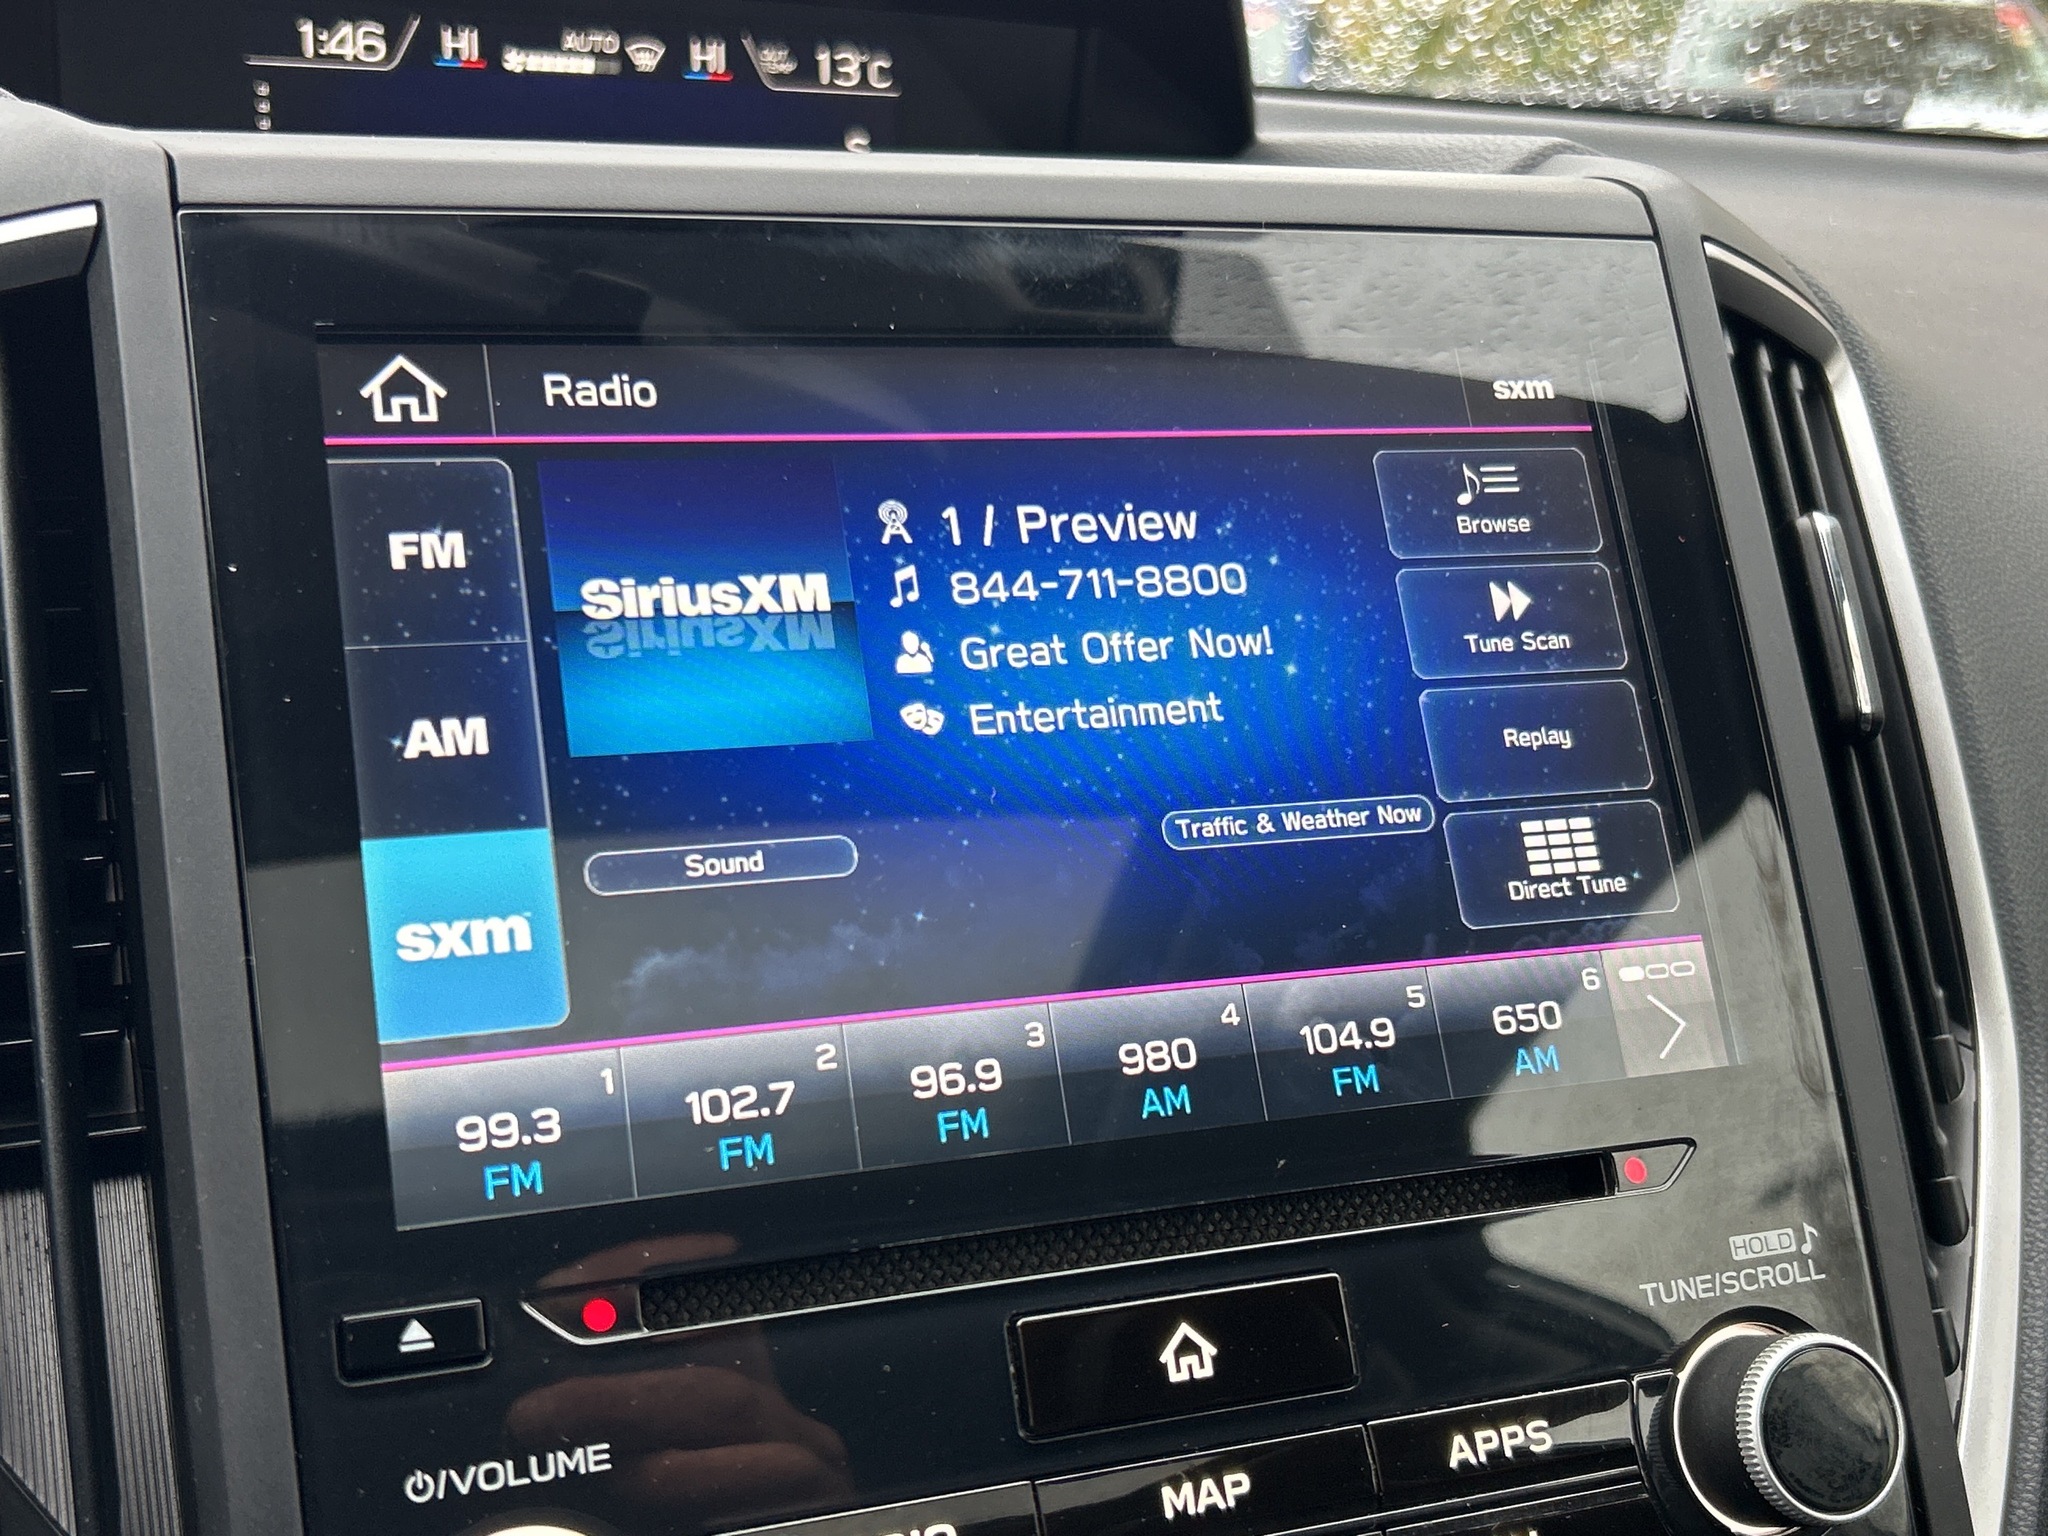 1:46 HI AUTO HI OUT TEMP 13°C
Radio
sxm
FM
AM
sxm
SiriusXM
1 / Preview
844-711-8800
Great Offer Now!
Entertainment
Browse
Tune Scan
Replay
Direct Tune
Sound
Traffic & Weather Now
1
99.3
FM
2
102.7
FM
3
96.9
FM
4
980
AM
5
104.9
FM
6
650
AM
HOLD
TUNE/SCROLL
/VOLUME
MAP
APPS